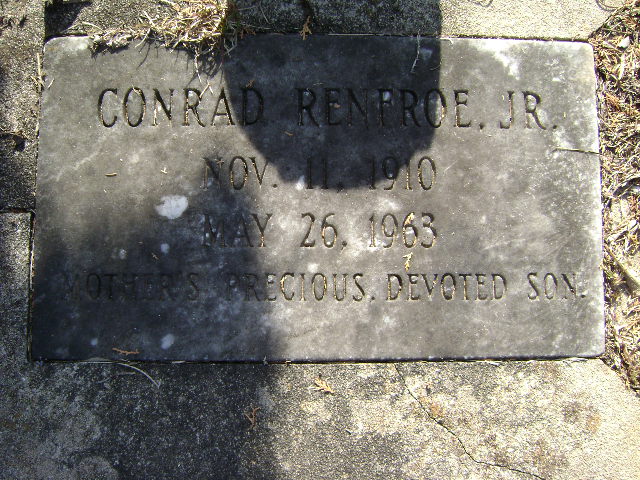 CONRAD RENFROE, JR.
NOV. 11, 1910
MAY 26, 1963
MOTHER'S PRECIOUS, DEVOTED SON.